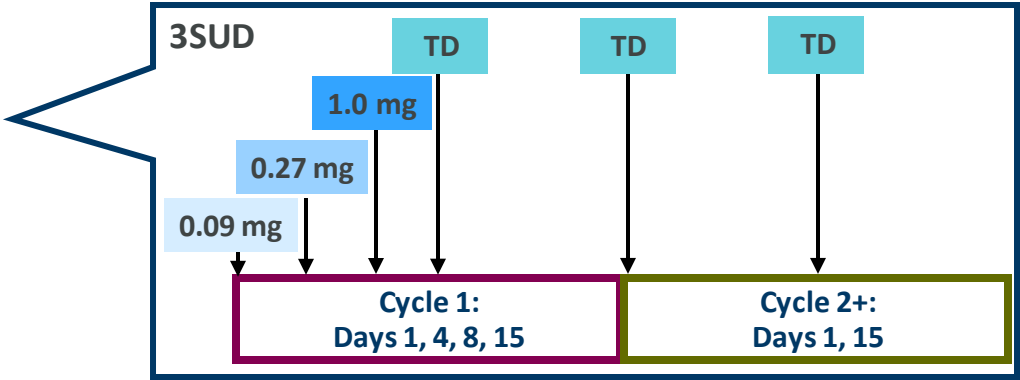 3SUD
TD
TD
TD
1.0 mg
0.27 mg
0.09 mg
Cycle 1:
Days 1, 4, 8, 15
Cycle 2+:
Days 1, 15